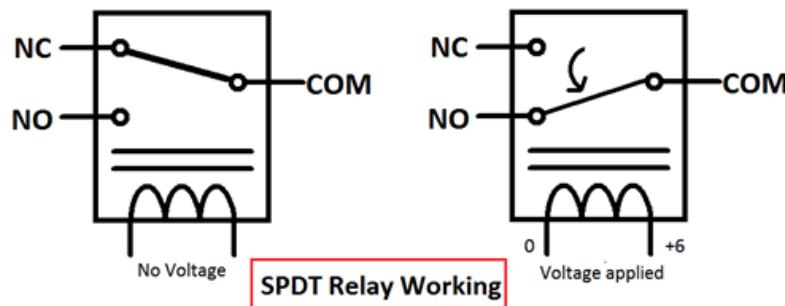 NC
COM
NO
No Voltage
NC
COM
NO
0
+6
Voltage applied
SPDT Relay Working